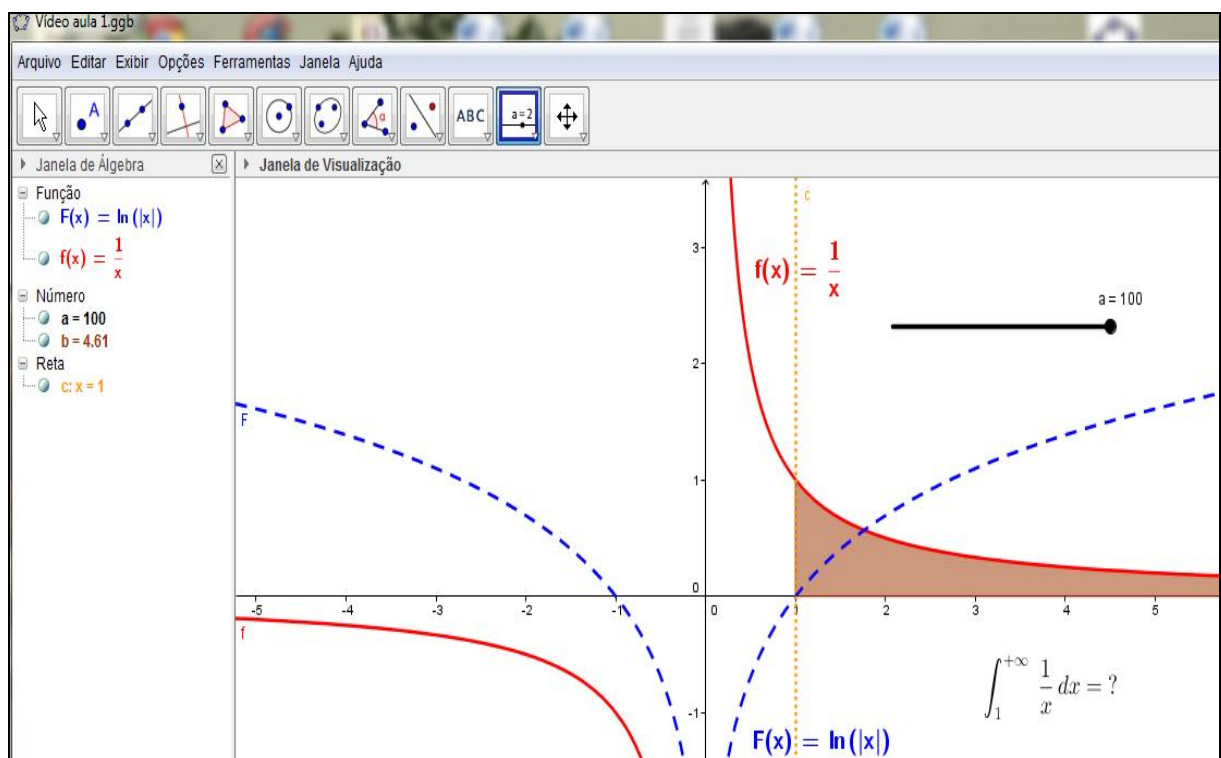 Vídeo aula 1.ggb
Arquivo Editar Exibir Opções Ferramentas Janela Ajuda
A
α
ABC
a=2
Janela de Álgebra
Janela de Visualização
Função
F(x) = ln(|x|)
f(x) = 1/x
Número
a = 100
b = 4.61
Reta
c: x = 1
c
3
f(x) = 1/x
a = 100
2
F
1
0
-5 -4 -3 -2 -1 0 1 2 3 4 5
f
∫₁^{+∞} 1/x dx = ?
-1
F(x) = ln(|x|)